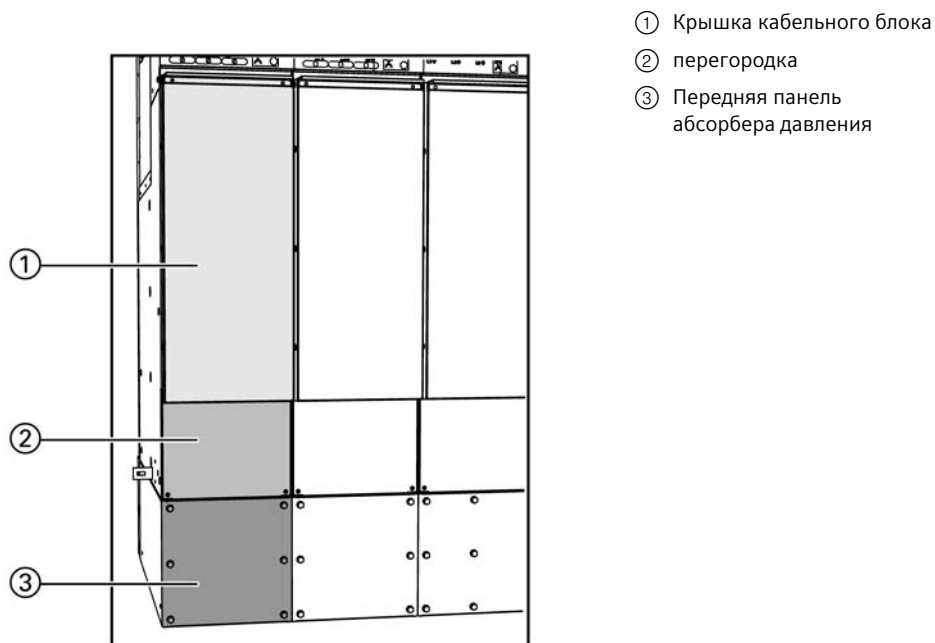 ① Крышка кабельного блока
② перегородка
③ Передняя панель
абсорбера давления
①
②
③